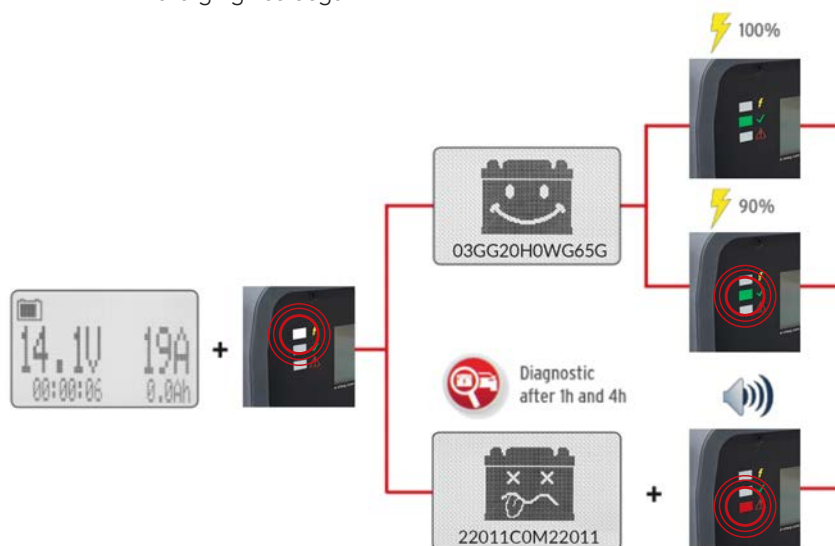 100%
03GG20H0WG65G
90%
14.1V 19A
00:00:06 0.0Ah
+
Diagnostic
after 1h and 4h
+
22011C0M22011